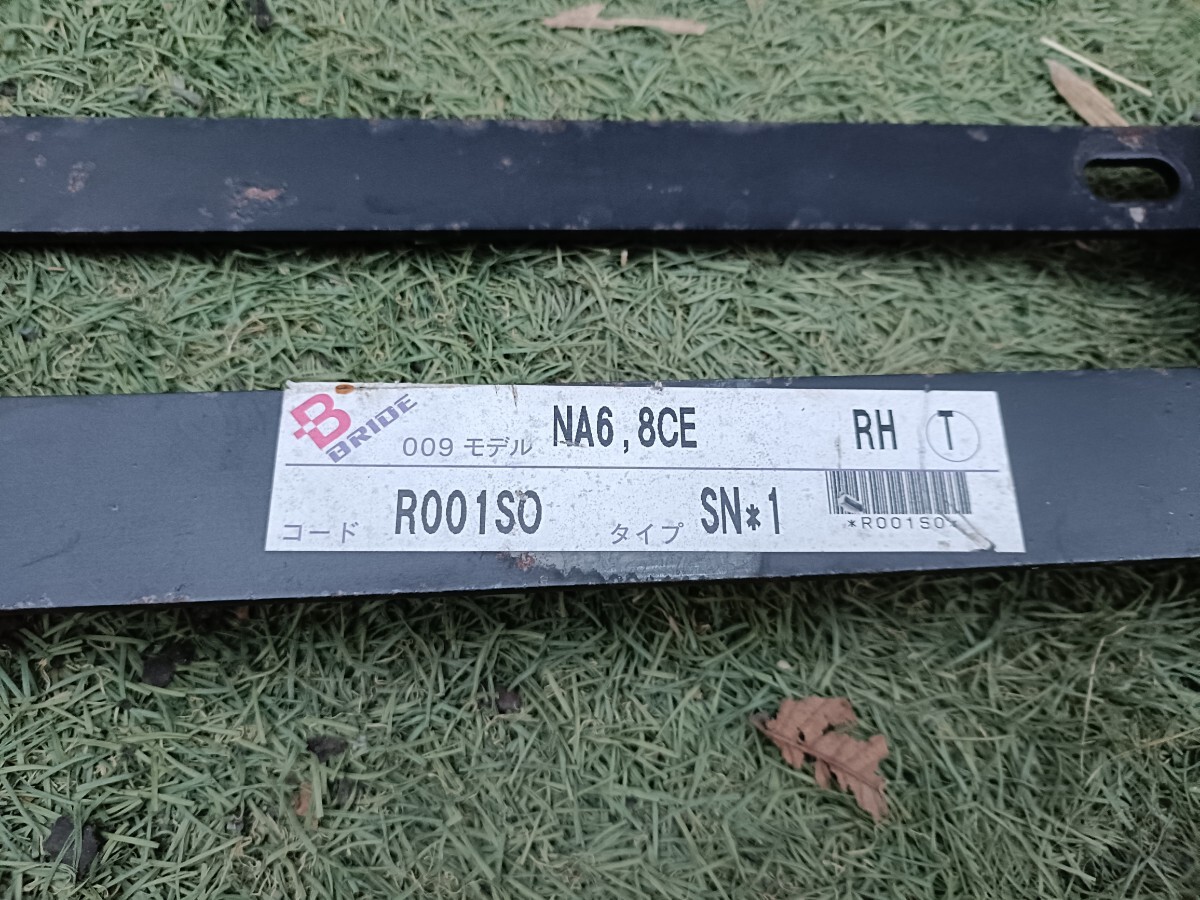 BRIDE 009 モデル NA6,8CE RH T
コード R001SO タイプ SN*1
*R001SO*